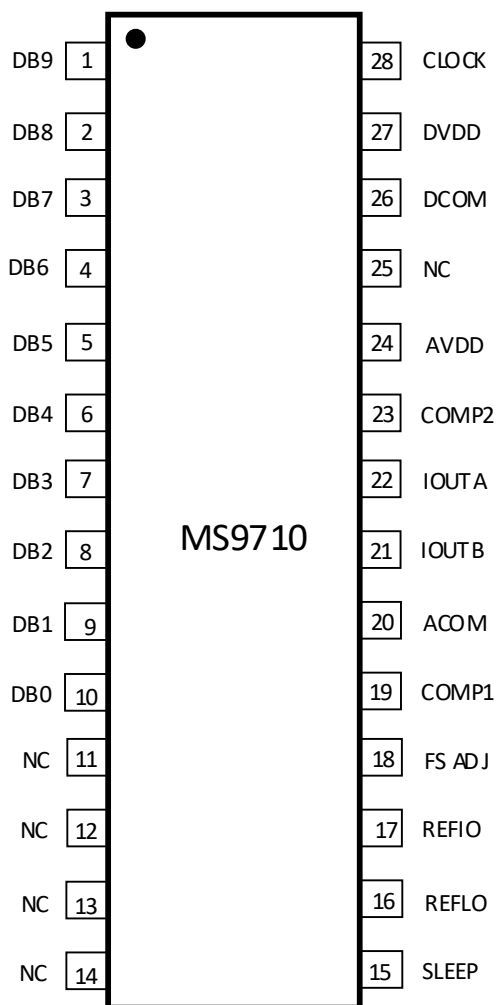 DB9 1 28 CLOCK
DB8 2 27 DVDD
DB7 3 26 DCOM
DB6 4 25 NC
DB5 5 24 AVDD
DB4 6 23 COMP2
DB3 7 22 IOUTA
DB2 8 MS9710 21 IOUTB
DB1 9 20 ACOM
DB0 10 19 COMP1
NC 11 18 FS ADJ
NC 12 17 REFIO
NC 13 16 REFLO
NC 14 15 SLEEP